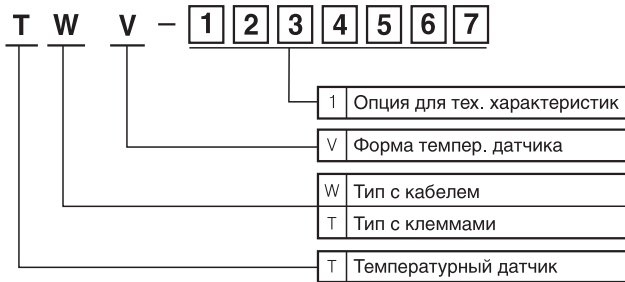 T W V – 1 2 3 4 5 6 7
1 Опция для тех. характеристик
V Форма темпер. датчика
W Тип с кабелем
T Тип с клеммами
T Температурный датчик